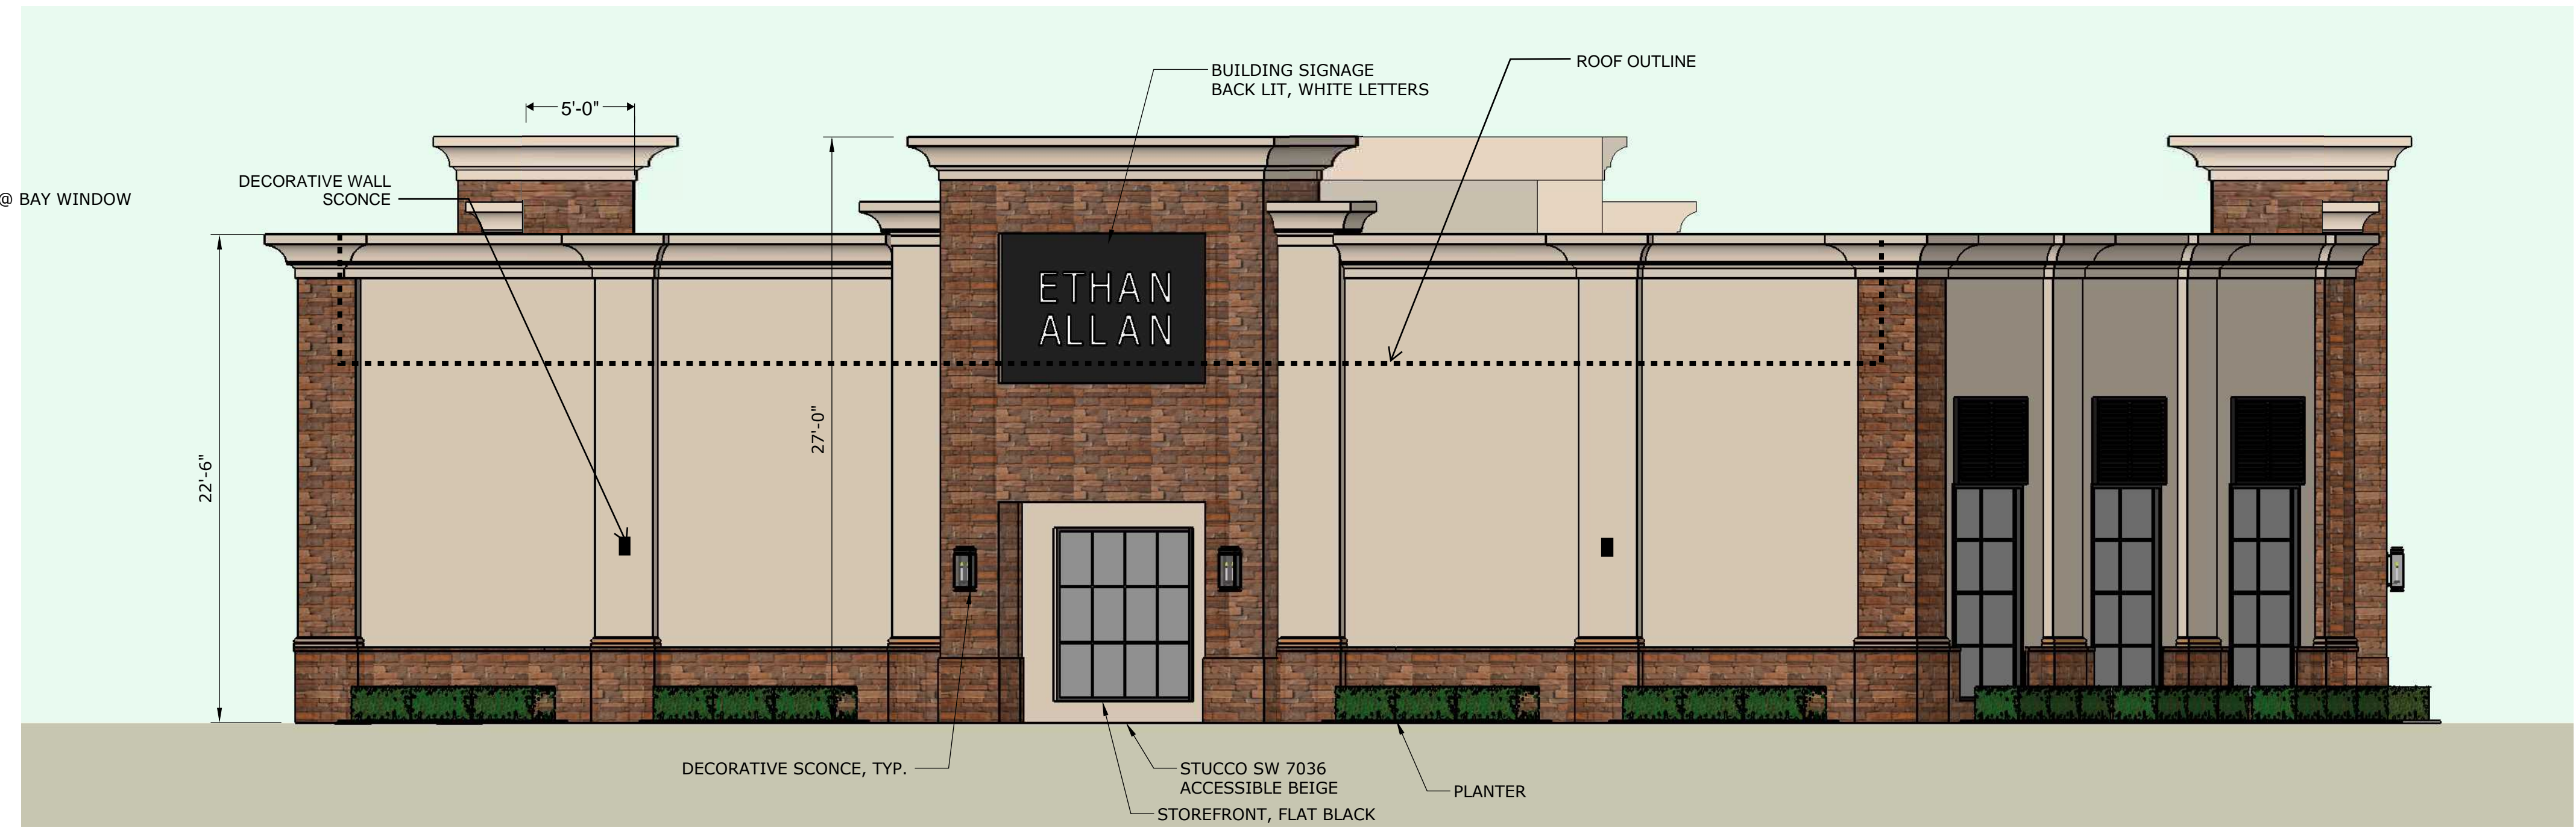 BUILDING SIGNAGE
BACK LIT, WHITE LETTERS
ROOF OUTLINE
5'-0"
DECORATIVE WALL
SCONCE
@ BAY WINDOW
ETHAN
ALLAN
27'-0"
22'-6"
DECORATIVE SCONCE, TYP.
STUCCO SW 7036
ACCESSIBLE BEIGE
STOREFRONT, FLAT BLACK
PLANTER